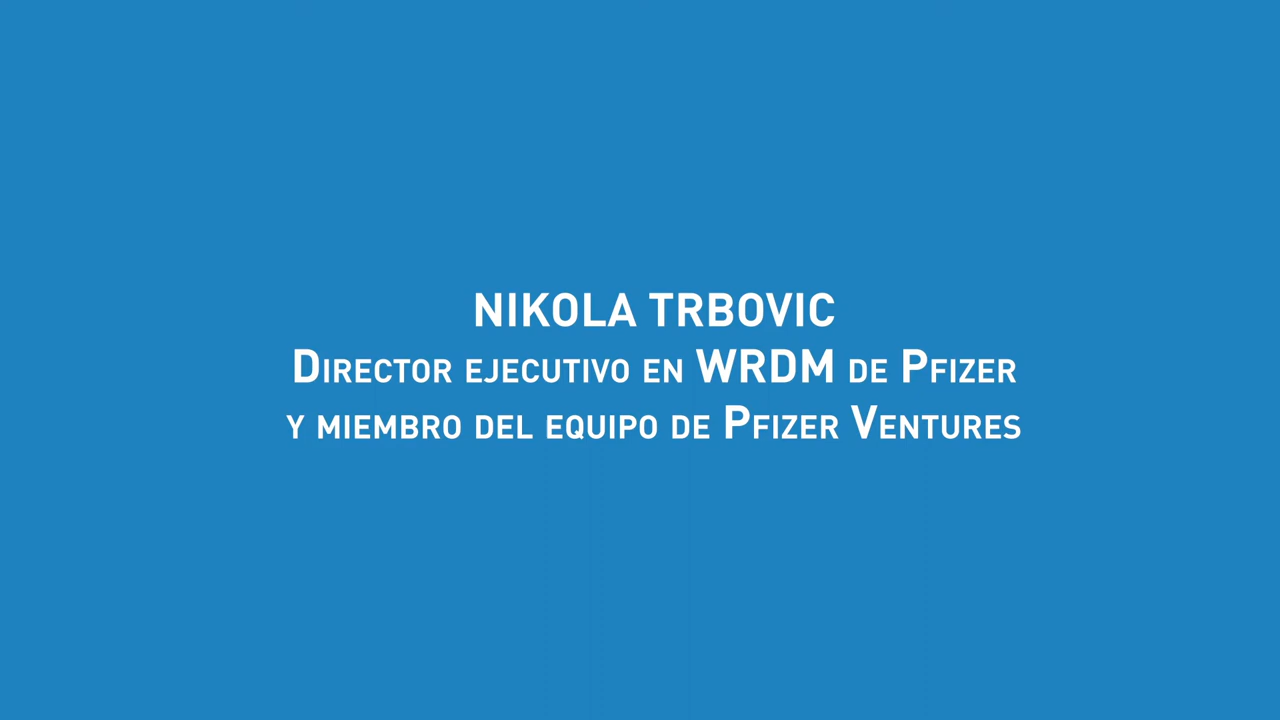 NIKOLA TRBOVIC
Director ejecutivo en WRDM de Pfizer
y miembro del equipo de Pfizer Ventures